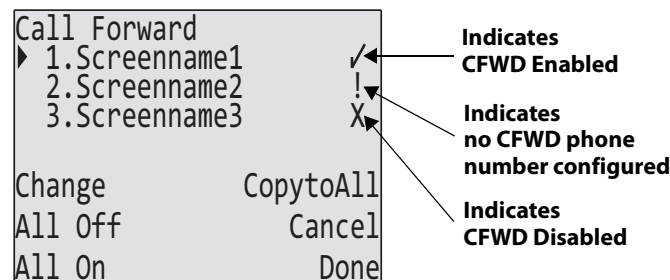 Call Forward
1.Screenname1 ✓
2.Screenname2 !
3.Screenname3 X
Change CopytoAll
All Off Cancel
All On Done
Indicates
CFWD Enabled
Indicates
no CFWD phone
number configured
Indicates
CFWD Disabled